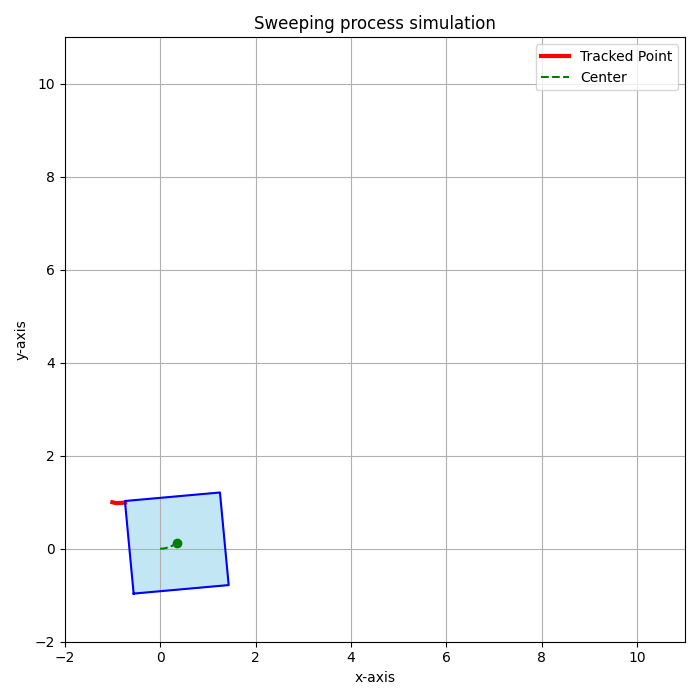 Sweeping process simulation
Tracked Point
Center
10
8
6
4
2
0
−2
y-axis
−2 0 2 4 6 8 10
x-axis